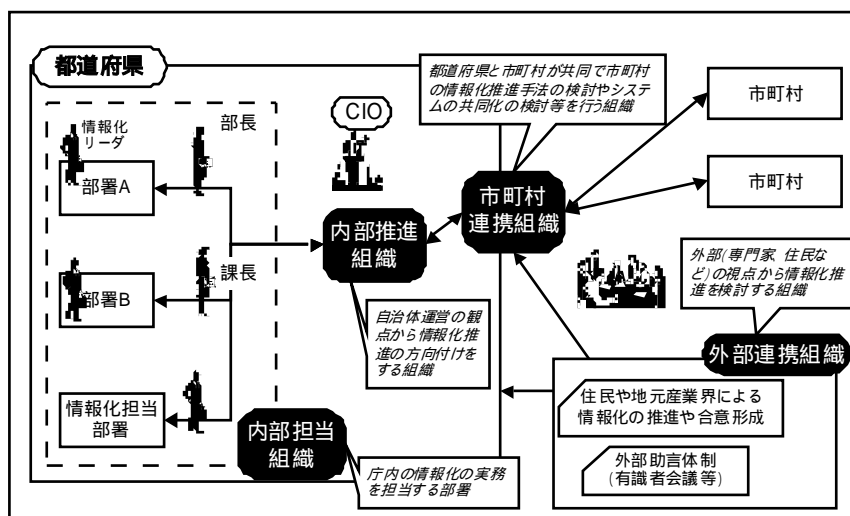 都道府県
情報化
リーダ
部長
部署A
課長
部署B
情報化担当
部署
内部担当
組織
庁内の情報化の実務
を担当する部署
CIO
内部推進
組織
自治体運営の観
点から情報化推
進の方向付けを
する組織
都道府県と市町村が共同で市町村
の情報化推進手法の検討やシステ
ムの共同化の検討等を行う組織
市町村
連携組織
市町村
市町村
外部(専門家、住民な
ど)の視点から情報化推
進を検討する組織
外部連携組織
住民や地元産業界による
情報化の推進や合意形成
外部助言体制
(有識者会議等)